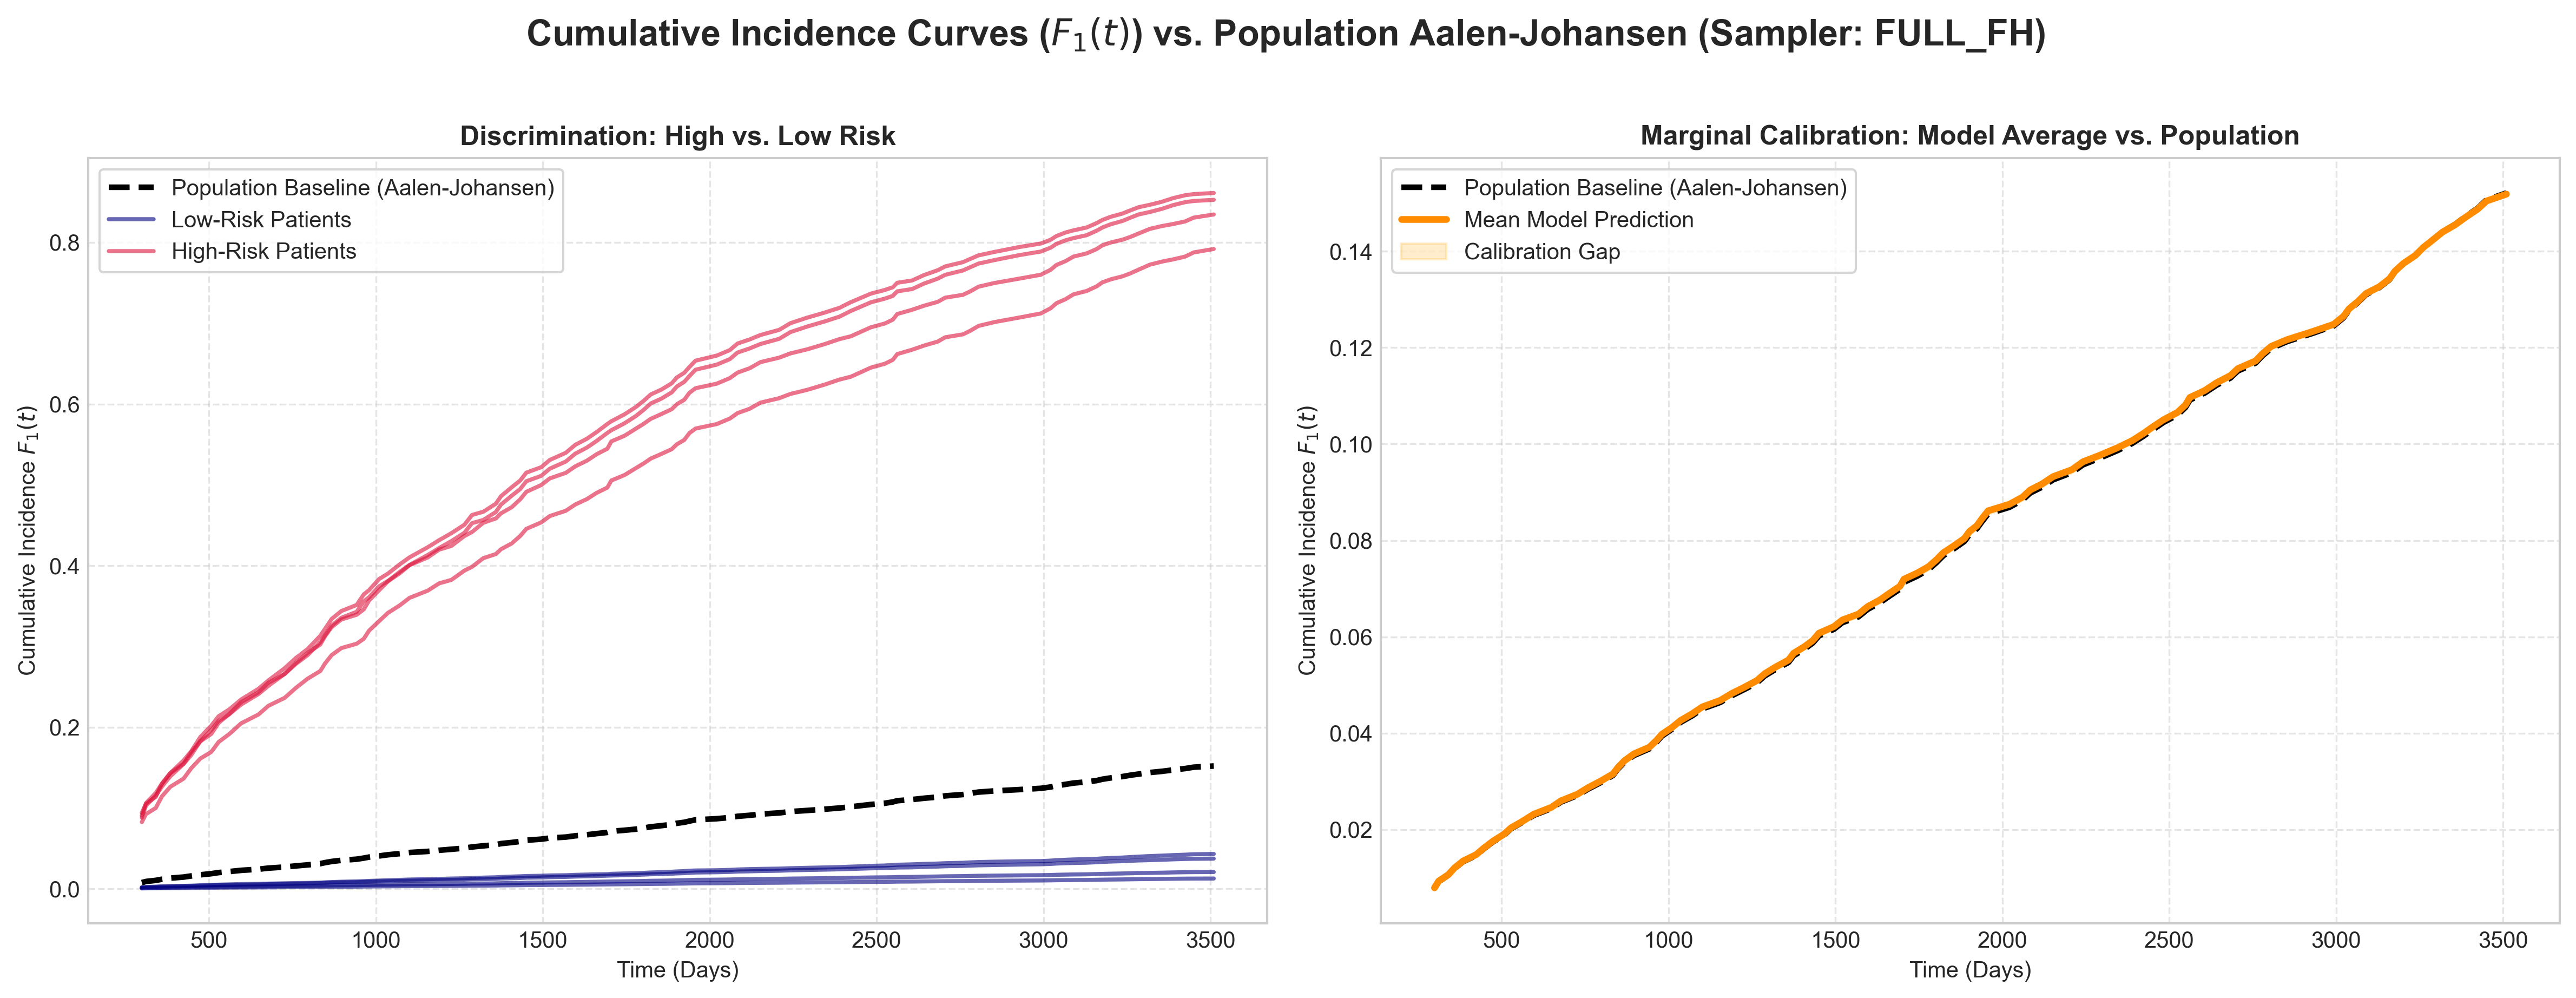 Cumulative Incidence Curves (F₁(t)) vs. Population Aalen-Johansen (Sampler: FULL_FH)
Discrimination: High vs. Low Risk
Population Baseline (Aalen-Johansen)
Low-Risk Patients
High-Risk Patients
Cumulative Incidence F₁(t)
0.8
0.6
0.4
0.2
0.0
500 1000 1500 2000 2500 3000 3500
Time (Days)
Marginal Calibration: Model Average vs. Population
Population Baseline (Aalen-Johansen)
Mean Model Prediction
Calibration Gap
Cumulative Incidence F₁(t)
0.14
0.12
0.10
0.08
0.06
0.04
0.02
500 1000 1500 2000 2500 3000 3500
Time (Days)